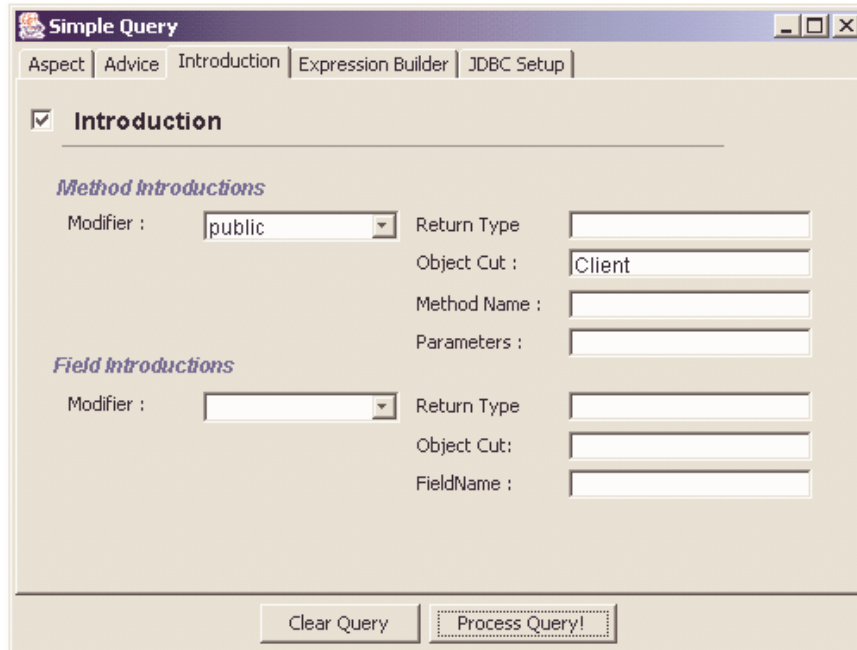 Simple Query
Aspect Advice Introduction Expression Builder JDBC Setup
Introduction
Method Introductions
Modifier : public Return Type
Object Cut : Client
Method Name :
Parameters :
Field Introductions
Modifier : Return Type
Object Cut:
FieldName :
Clear Query Process Query!